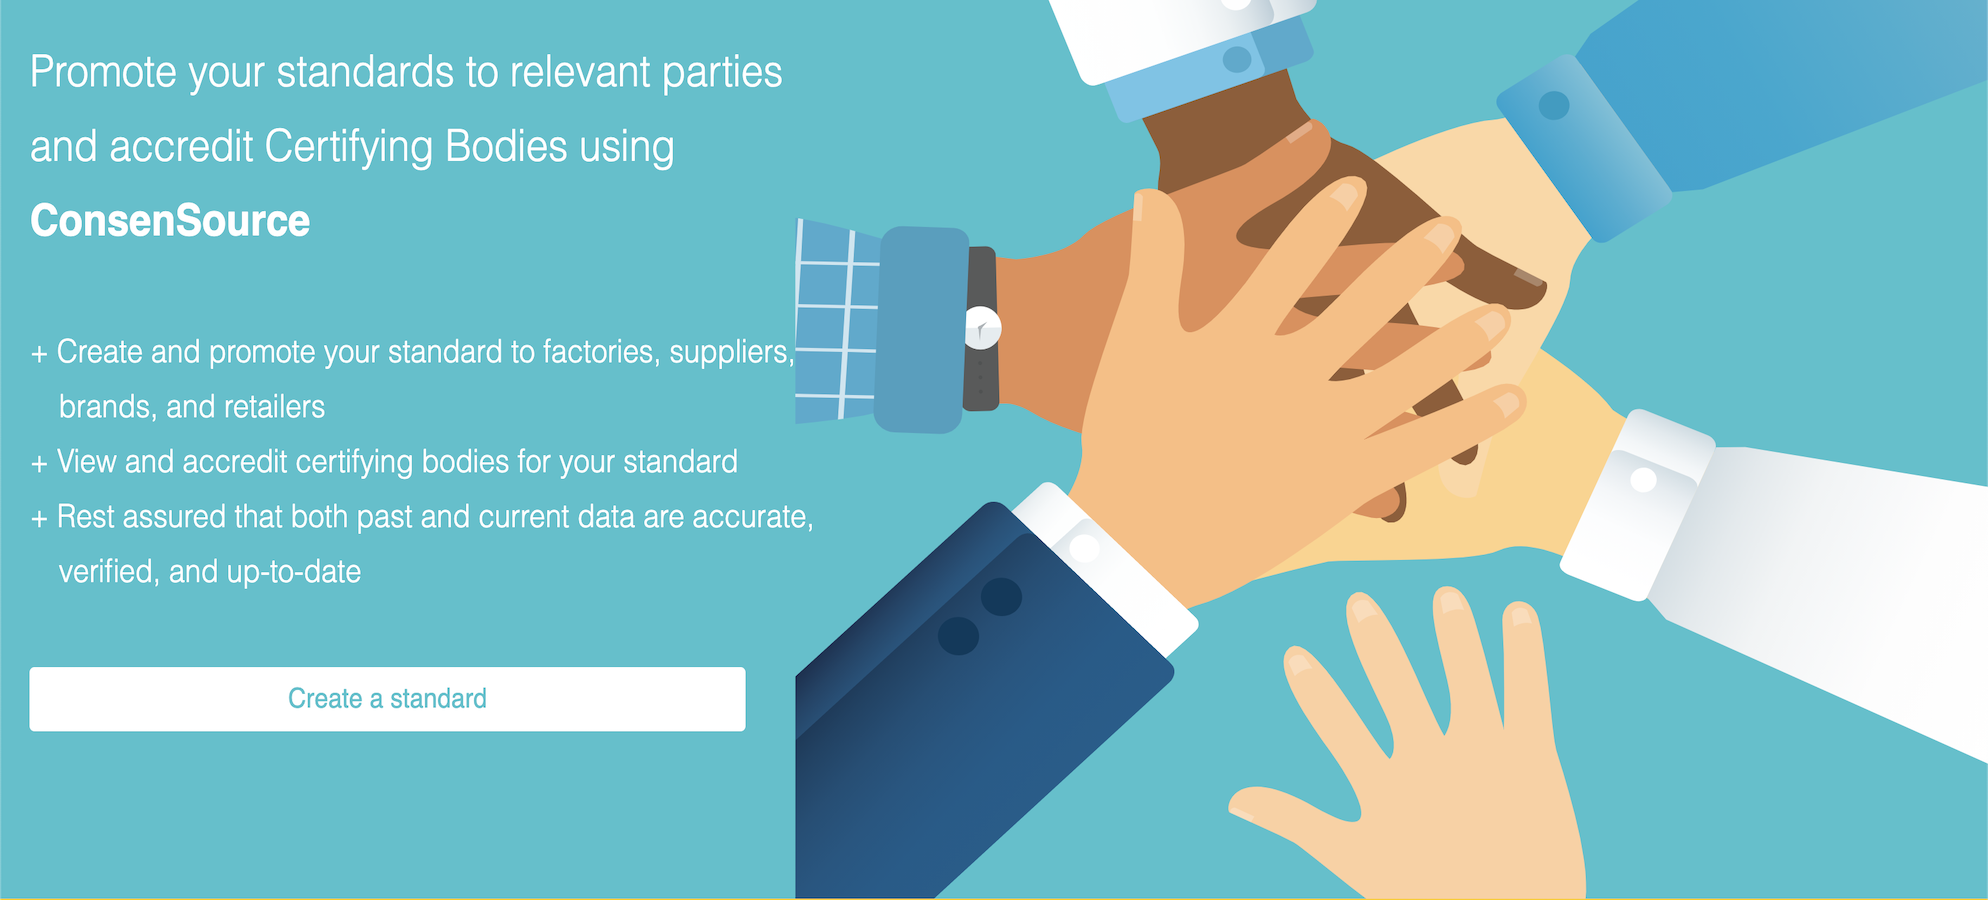 Promote your standards to relevant parties
and accredit Certifying Bodies using
ConsenSource
+ Create and promote your standard to factories, suppliers,
brands, and retailers
+ View and accredit certifying bodies for your standard
+ Rest assured that both past and current data are accurate,
verified, and up-to-date
Create a standard